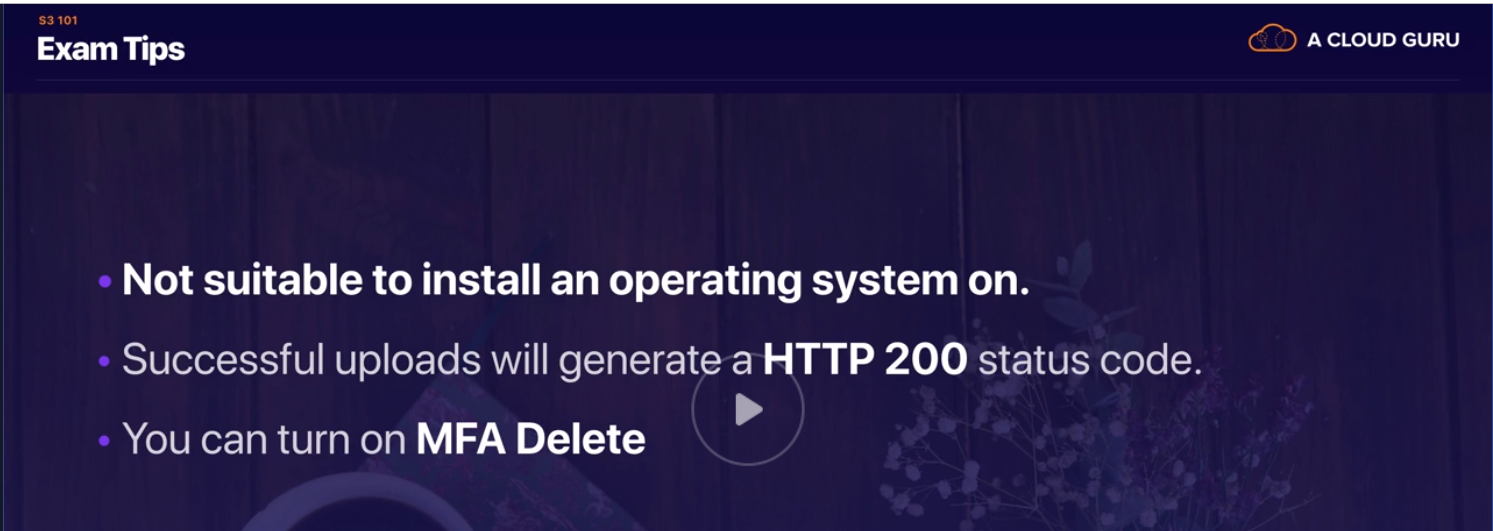 S3 101
Exam Tips
A CLOUD GURU
• Not suitable to install an operating system on.
• Successful uploads will generate a HTTP 200 status code.
• You can turn on MFA Delete